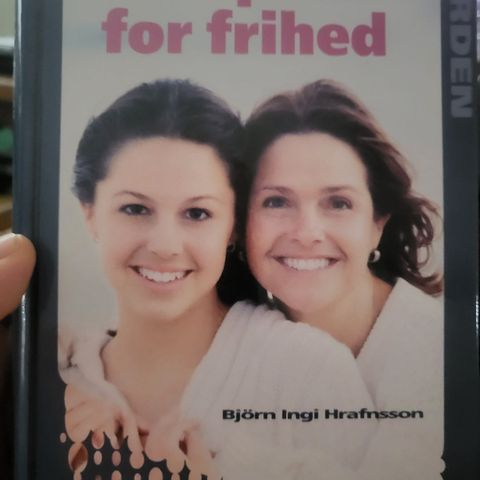 for frihed
RDEN
Björn Ingi Hrafnsson